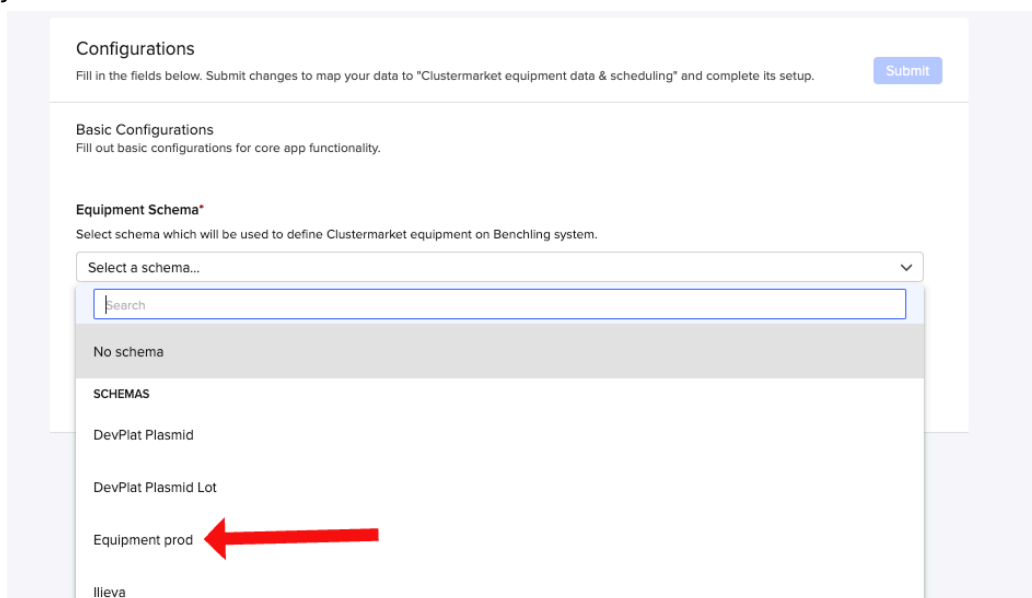 Configurations
Fill in the fields below. Submit changes to map your data to "Clustermarket equipment data & scheduling" and complete its setup.
Submit
Basic Configurations
Fill out basic configurations for core app functionality.
Equipment Schema*
Select schema which will be used to define Clustermarket equipment on Benchling system.
Select a schema...
Search
No schema
SCHEMAS
DevPlat Plasmid
DevPlat Plasmid Lot
Equipment prod
Ilieva